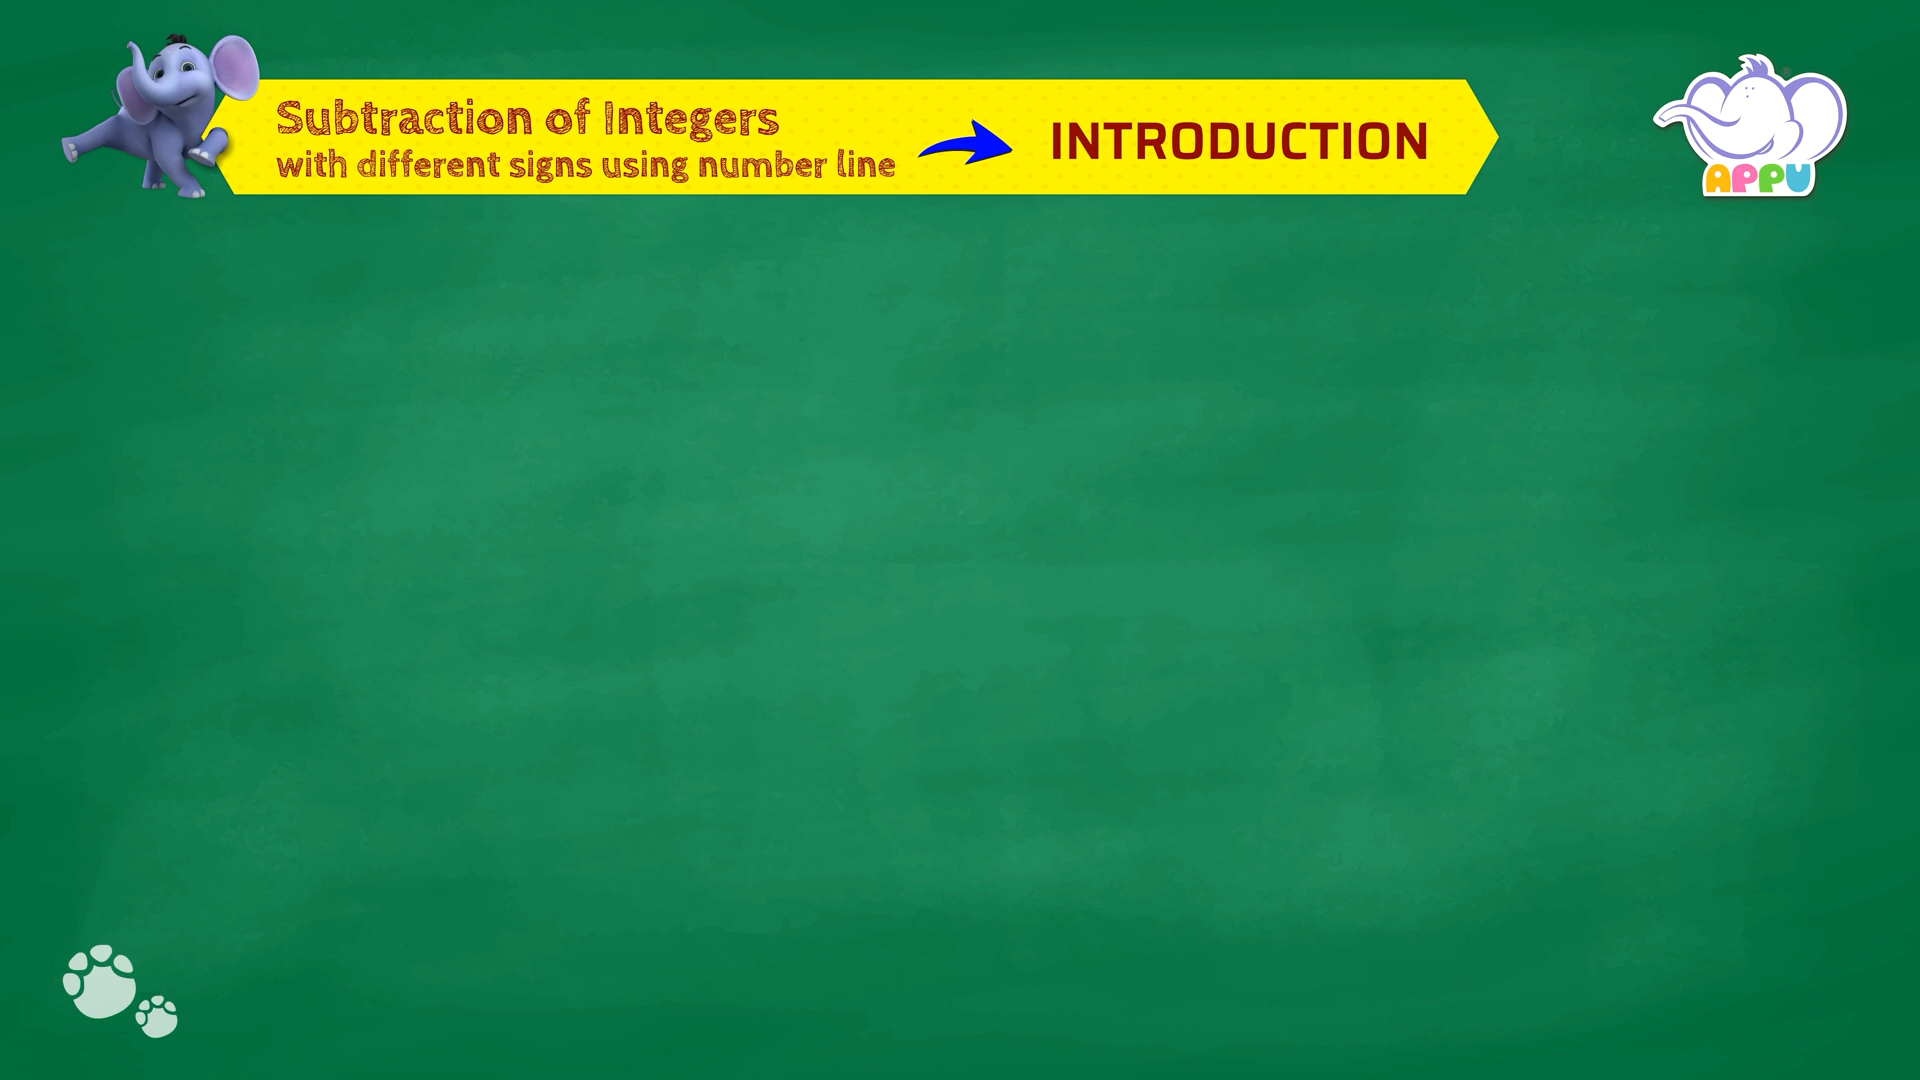 Subtraction of Integers
with different signs using number line
INTRODUCTION
APPU